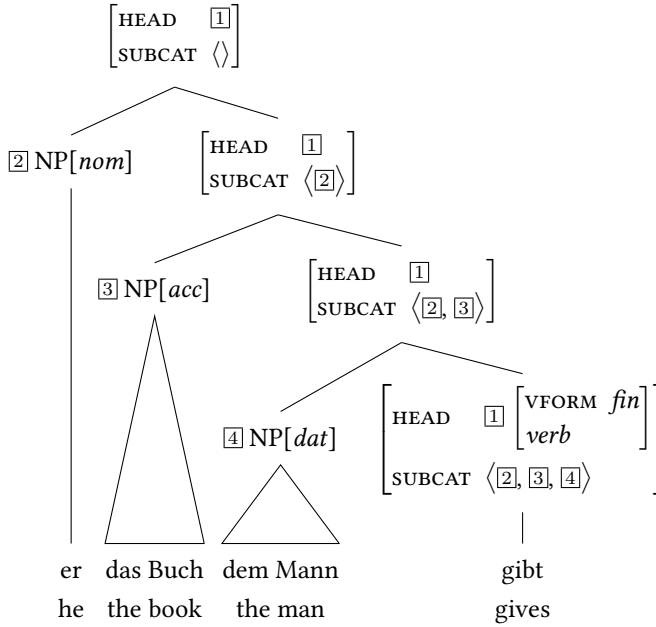 HEAD 1
SUBCAT ⟨⟩
2 NP[nom]
HEAD 1
SUBCAT ⟨2⟩
3 NP[acc]
HEAD 1
SUBCAT ⟨2, 3⟩
4 NP[dat]
HEAD 1 [VFORM fin
verb]
SUBCAT ⟨2, 3, 4⟩
er das Buch dem Mann gibt
he the book the man gives